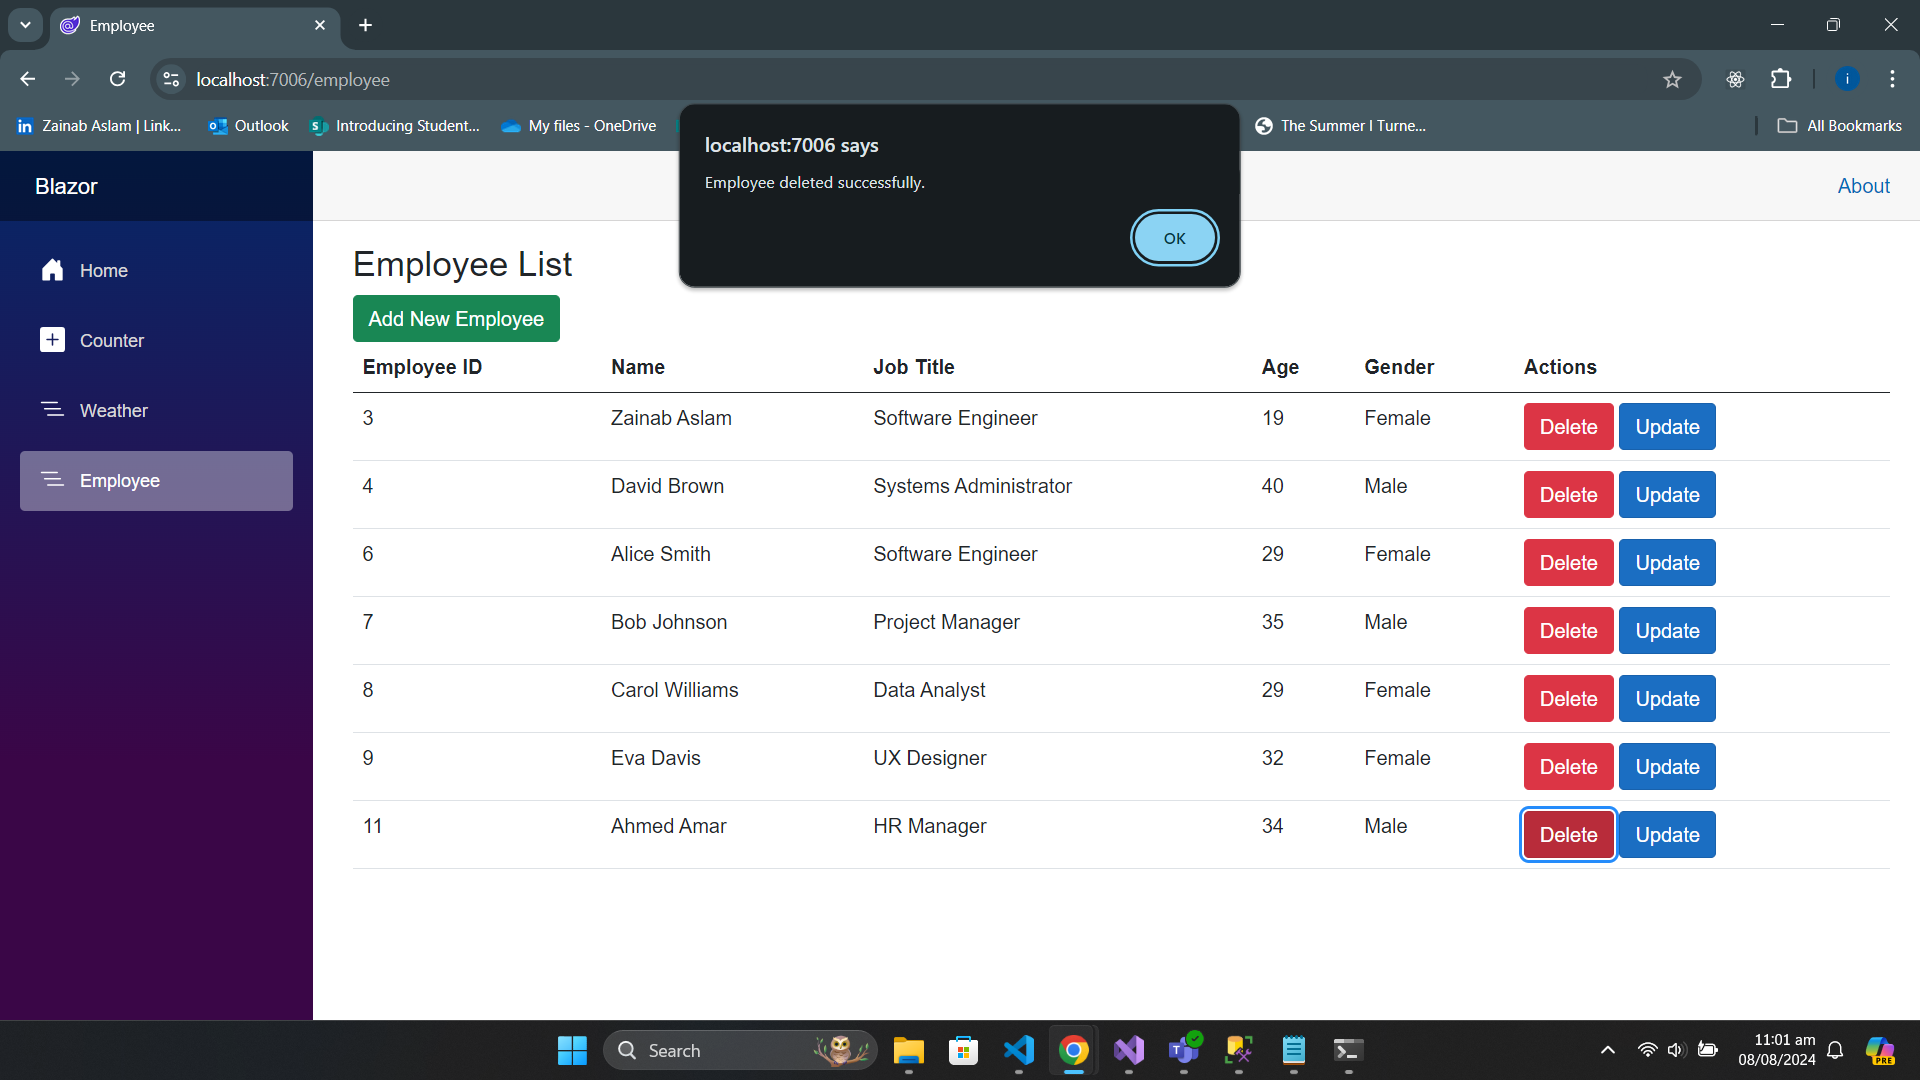 Employee
localhost:7006/employee
Zainab Aslam | Link...
Outlook
Introducing Student...
My files - OneDrive
The Summer I Turne...
All Bookmarks
localhost:7006 says
Employee deleted successfully.
OK
Blazor
About
Home
Counter
Weather
Employee
Employee List
Add New Employee
Employee ID Name Job Title Age Gender Actions
3 Zainab Aslam Software Engineer 19 Female Delete Update
4 David Brown Systems Administrator 40 Male Delete Update
6 Alice Smith Software Engineer 29 Female Delete Update
7 Bob Johnson Project Manager 35 Male Delete Update
8 Carol Williams Data Analyst 29 Female Delete Update
9 Eva Davis UX Designer 32 Female Delete Update
11 Ahmed Amar HR Manager 34 Male Delete Update
Search
11:01 am
08/08/2024
PRE